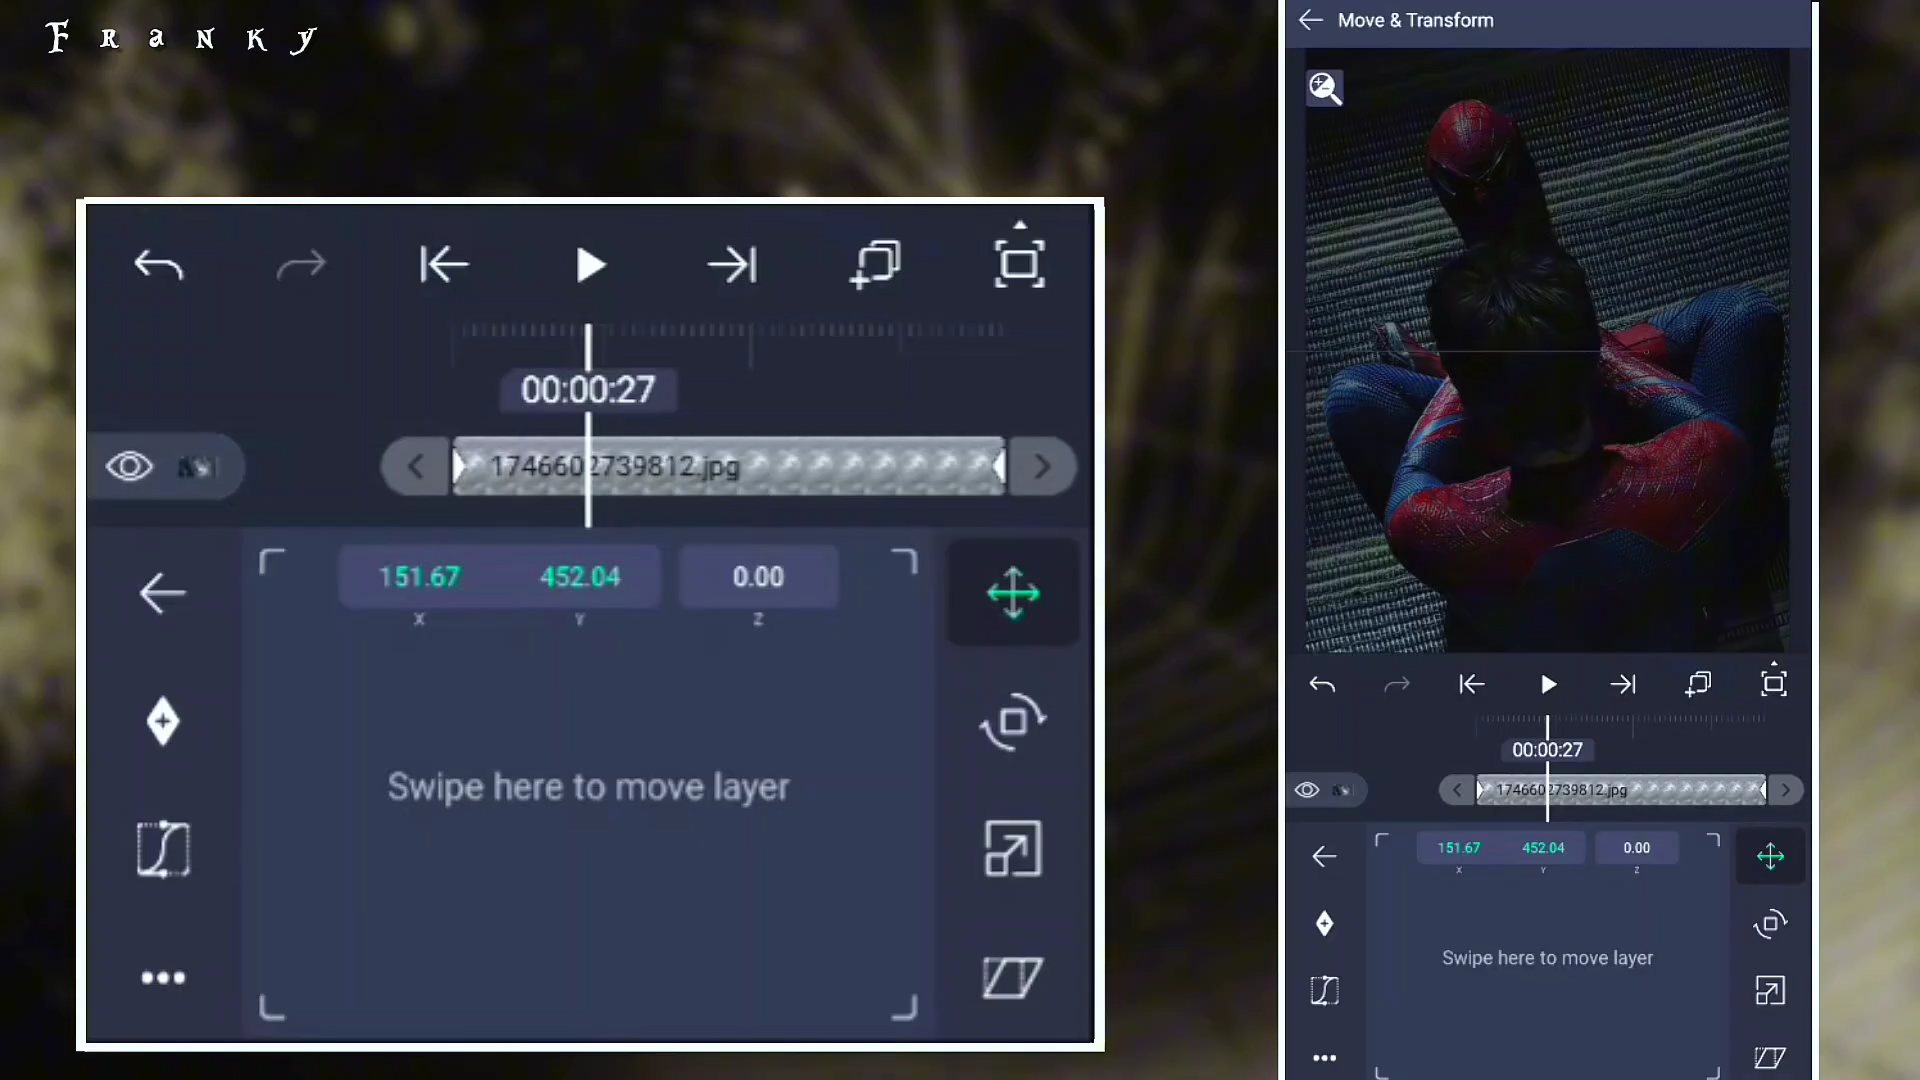 Franky
00:00:27
1746602739812.jpg
151.67 452.04 0.00
X Y Z
Swipe here to move layer
Move & Transform
00:00:27
1746602739812.jpg
151.67 452.04 0.00
X Y Z
Swipe here to move layer